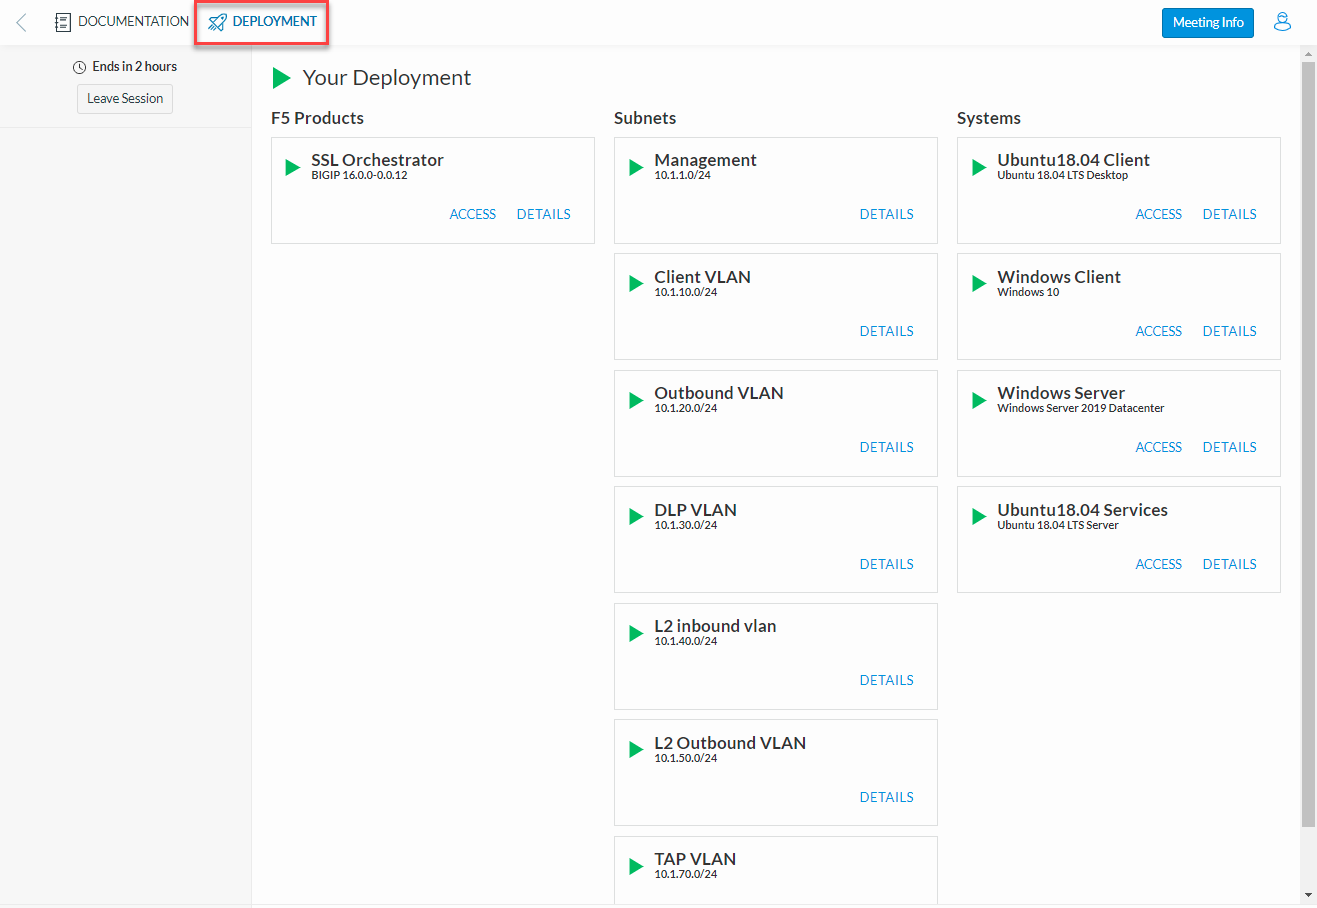 DOCUMENTATION
DEPLOYMENT
Meeting Info
Ends in 2 hours
Leave Session
Your Deployment
F5 Products
SSL Orchestrator
BIGIP 16.0.0-0.0.12
ACCESS DETAILS
Subnets
Management
10.1.1.0/24
DETAILS
Client VLAN
10.1.10.0/24
DETAILS
Outbound VLAN
10.1.20.0/24
DETAILS
DLP VLAN
10.1.30.0/24
DETAILS
L2 inbound vlan
10.1.40.0/24
DETAILS
L2 Outbound VLAN
10.1.50.0/24
DETAILS
TAP VLAN
10.1.70.0/24
Systems
Ubuntu18.04 Client
Ubuntu 18.04 LTS Desktop
ACCESS DETAILS
Windows Client
Windows 10
ACCESS DETAILS
Windows Server
Windows Server 2019 Datacenter
ACCESS DETAILS
Ubuntu18.04 Services
Ubuntu 18.04 LTS Server
ACCESS DETAILS